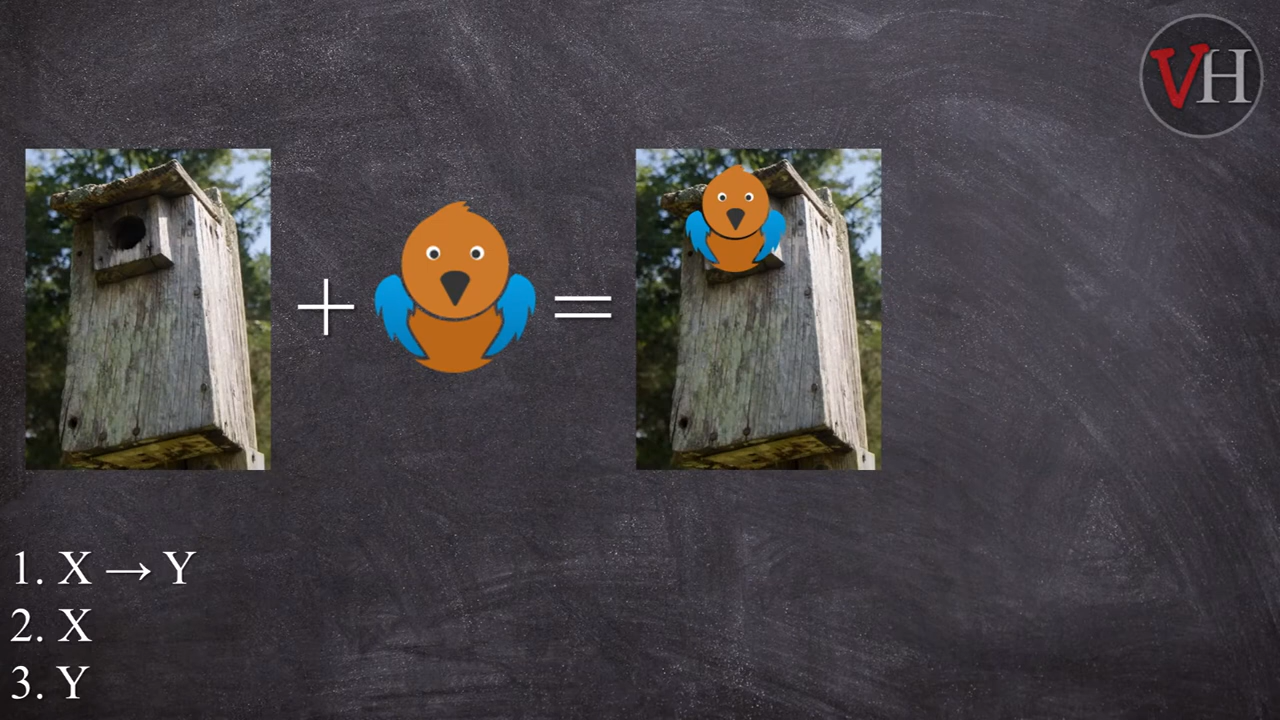 VH
+ =
1. X → Y
2. X
3. Y